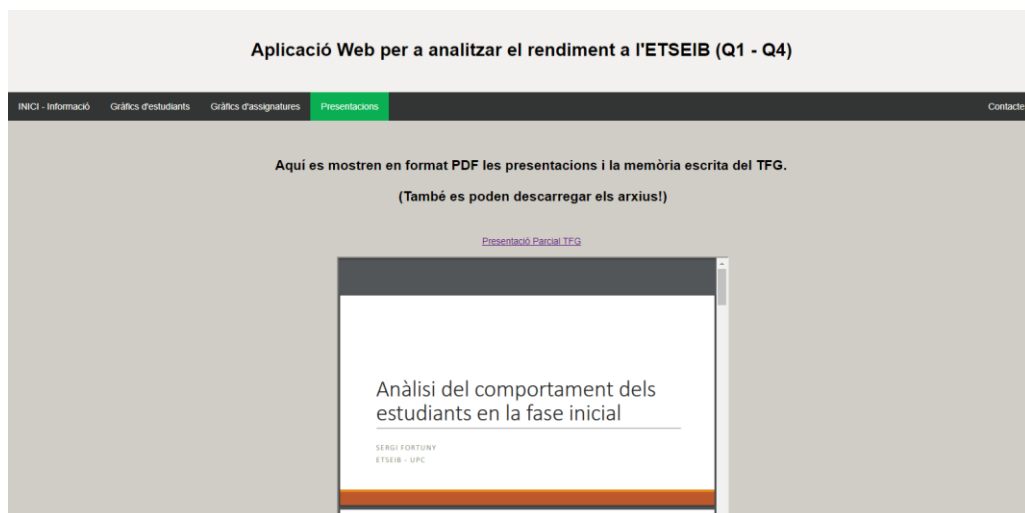 Aplicació Web per a analitzar el rendiment a l'ETSEIB (Q1 - Q4)
INICI - Informació Gràfics d'estudiants Gràfics d'assignatures Presentacions Contacte
Aquí es mostren en format PDF les presentacions i la memòria escrita del TFG.
(També es poden descarregar els arxius!)
Presentació Parcial TFG
Anàlisi del comportament dels
estudiants en la fase inicial
SERGI FORTUNY
ETSEIB - UPC